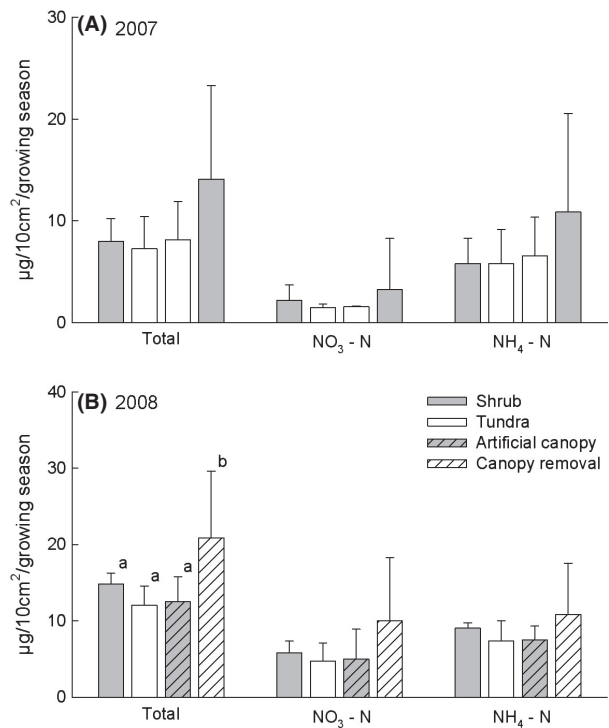 (A) 2007
30
20
10
0
µg/10cm²/growing season
Total
NO₃ - N
NH₄ - N
(B) 2008
40
30
20
10
0
µg/10cm²/growing season
Shrub
Tundra
Artificial canopy
Canopy removal
a
a
a
b
Total
NO₃ - N
NH₄ - N